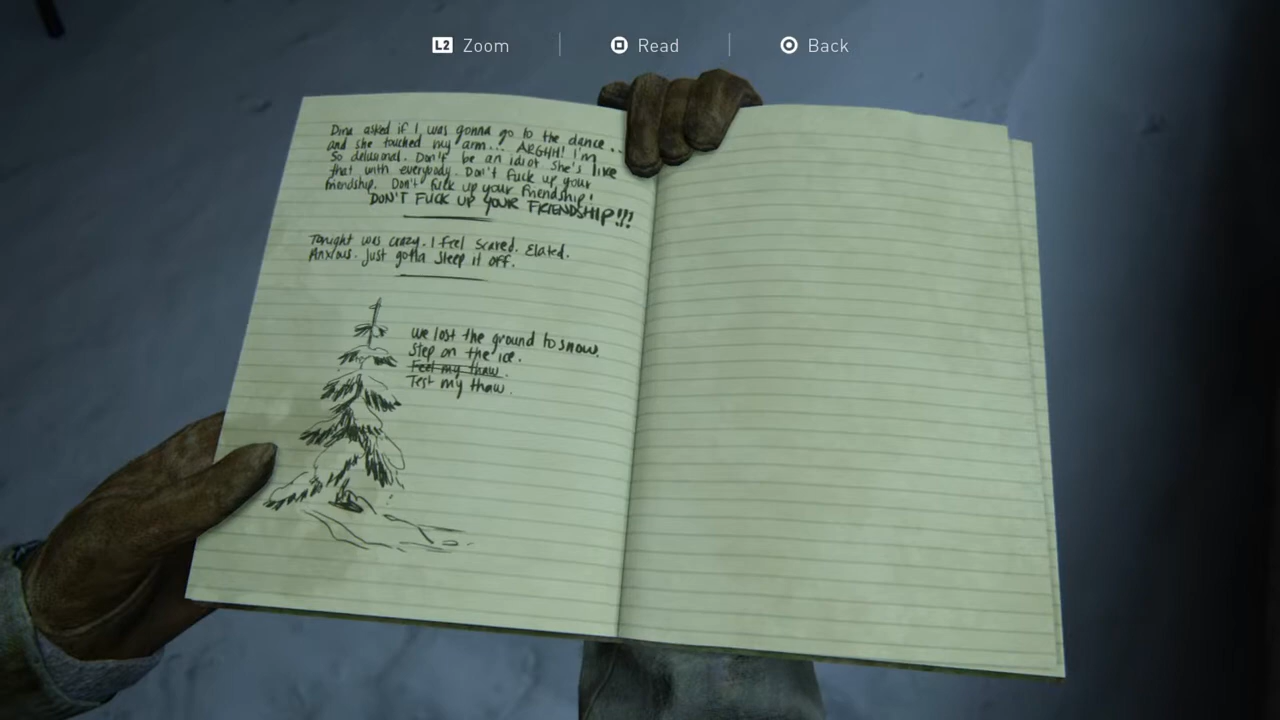 L2 Zoom | Read | Back
Dina asked if I was gonna go to the dance...
and she touched my arm... ARGHH! I'm
so delusional. Don't be an idiot she's like
that with everybody. Don't fuck up your
friendship. Don't fuck up your friendship!
DON'T FUCK UP YOUR FRIENDSHIP!!!
Tonight was crazy. I feel scared. Elated.
Anxious. Just gotta sleep it off.
We lost the ground to snow.
Step on the ice.
Feel my thaw.
Test my thaw.